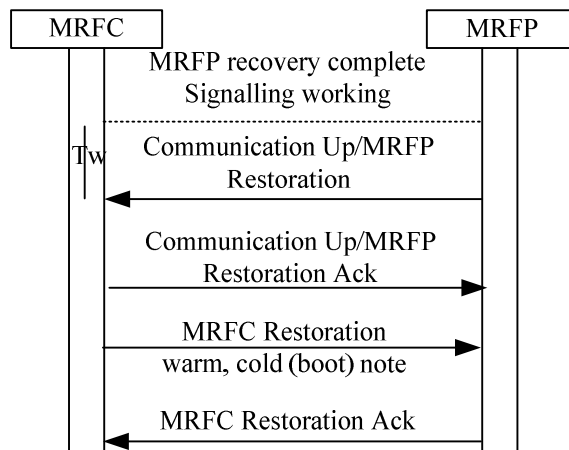 MRFC
MRFP
MRFP recovery complete
Signalling working
Tw
Communication Up/MRFP
Restoration
Communication Up/MRFP
Restoration Ack
MRFC Restoration
warm, cold (boot) note
MRFC Restoration Ack